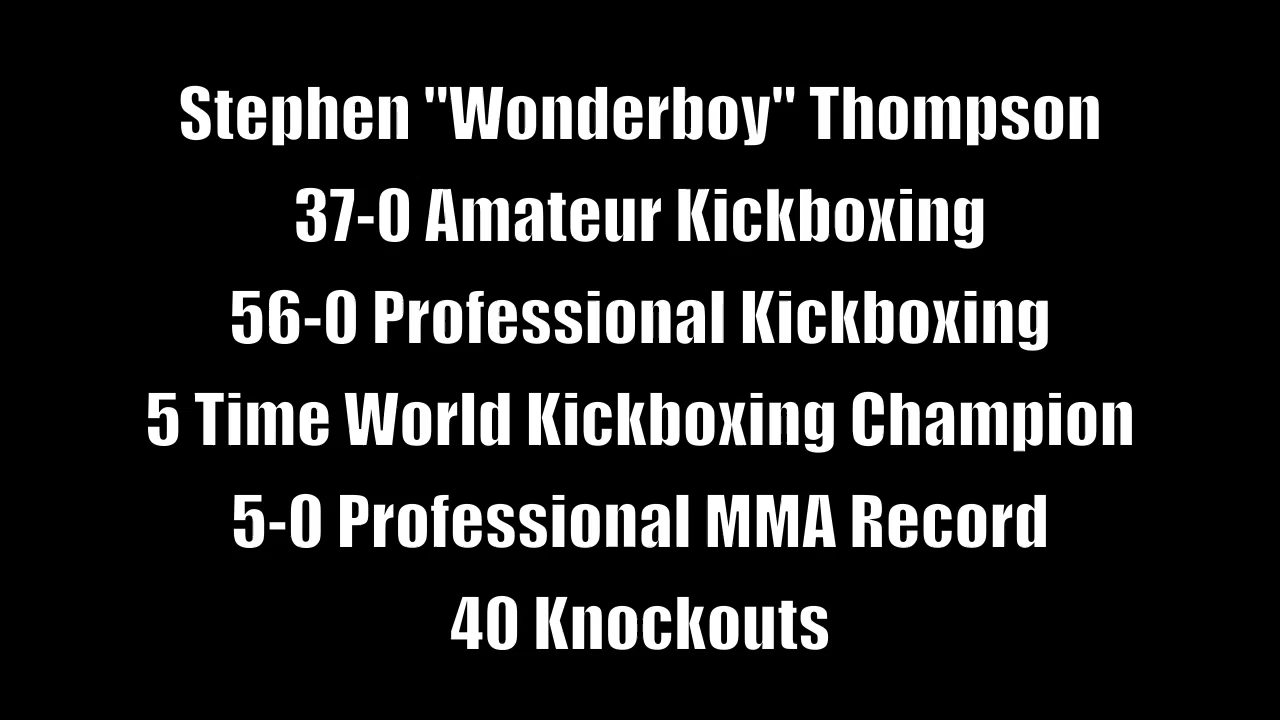 Stephen "Wonderboy" Thompson
37-0 Amateur Kickboxing
56-0 Professional Kickboxing
5 Time World Kickboxing Champion
5-0 Professional MMA Record
40 Knockouts